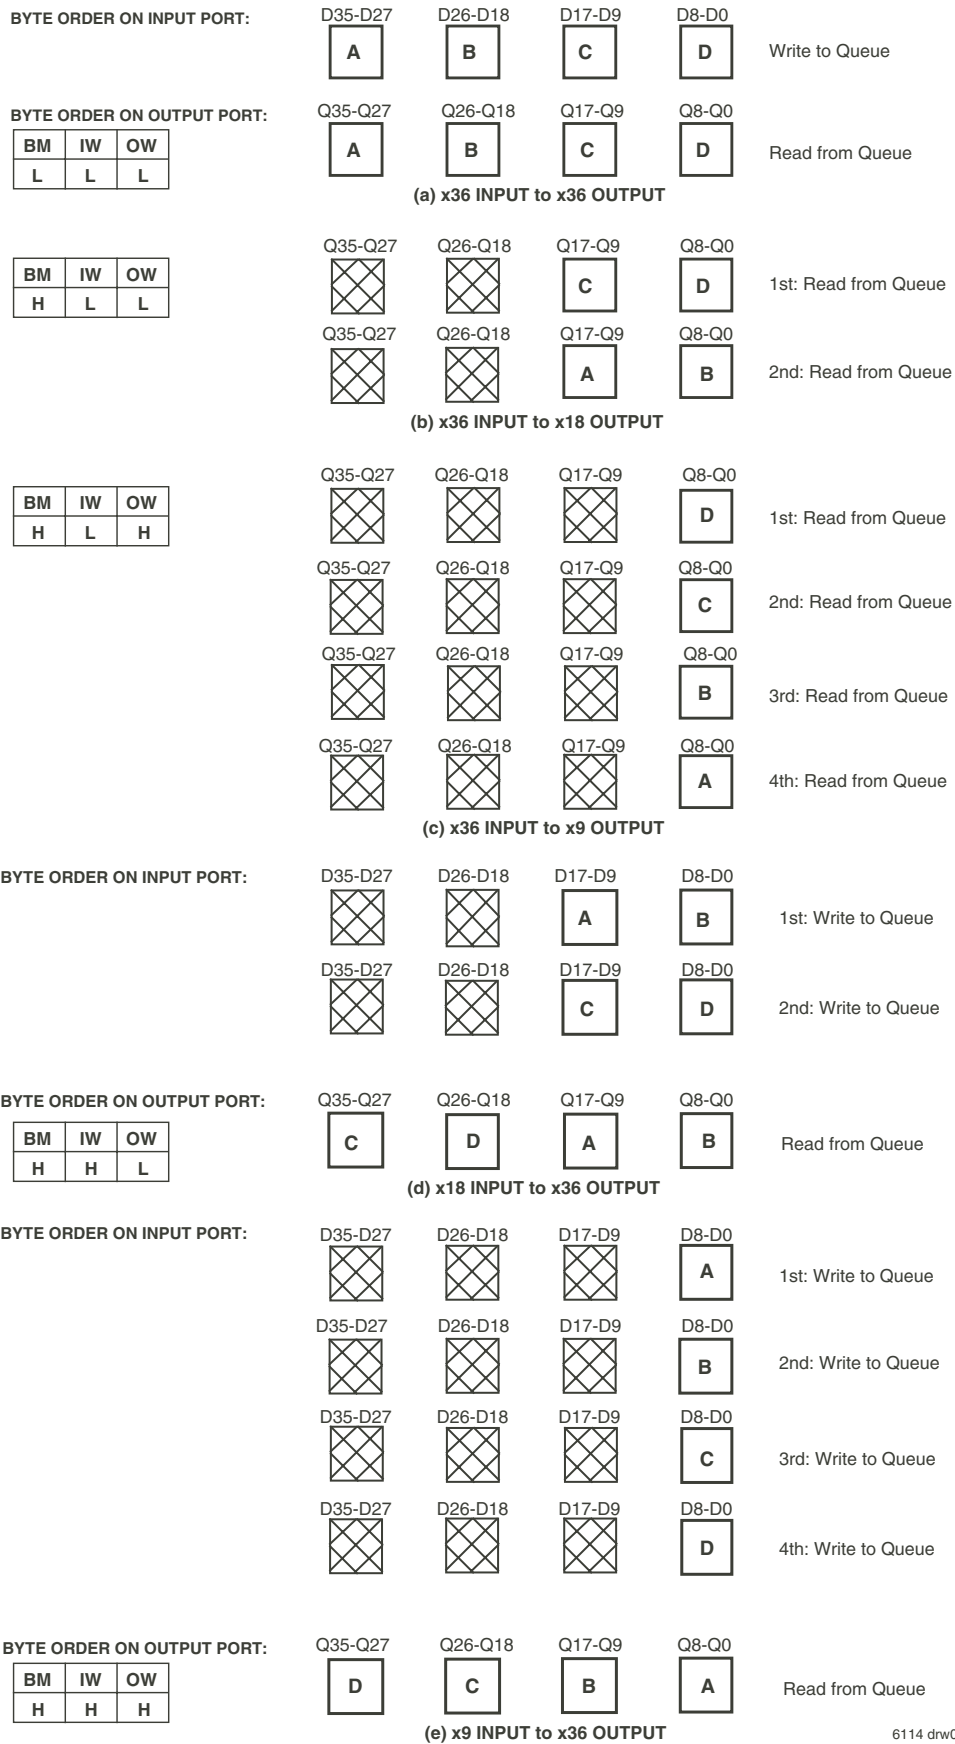 BYTE ORDER ON INPUT PORT:
D35-D27 D26-D18 D17-D9 D8-D0
A B C D Write to Queue
BYTE ORDER ON OUTPUT PORT:
Q35-Q27 Q26-Q18 Q17-Q9 Q8-Q0
BM IW OW
L L L
A B C D Read from Queue
(a) x36 INPUT to x36 OUTPUT
Q35-Q27 Q26-Q18 Q17-Q9 Q8-Q0
BM IW OW
H L L
C D 1st: Read from Queue
Q35-Q27 Q26-Q18 Q17-Q9 Q8-Q0
A B 2nd: Read from Queue
(b) x36 INPUT to x18 OUTPUT
Q35-Q27 Q26-Q18 Q17-Q9 Q8-Q0
BM IW OW
H L H
D 1st: Read from Queue
Q35-Q27 Q26-Q18 Q17-Q9 Q8-Q0
C 2nd: Read from Queue
Q35-Q27 Q26-Q18 Q17-Q9 Q8-Q0
B 3rd: Read from Queue
Q35-Q27 Q26-Q18 Q17-Q9 Q8-Q0
A 4th: Read from Queue
(c) x36 INPUT to x9 OUTPUT
BYTE ORDER ON INPUT PORT:
D35-D27 D26-D18 D17-D9 D8-D0
A B 1st: Write to Queue
D35-D27 D26-D18 D17-D9 D8-D0
C D 2nd: Write to Queue
BYTE ORDER ON OUTPUT PORT:
Q35-Q27 Q26-Q18 Q17-Q9 Q8-Q0
BM IW OW
H H L
C D A B Read from Queue
(d) x18 INPUT to x36 OUTPUT
BYTE ORDER ON INPUT PORT:
D35-D27 D26-D18 D17-D9 D8-D0
A 1st: Write to Queue
D35-D27 D26-D18 D17-D9 D8-D0
B 2nd: Write to Queue
D35-D27 D26-D18 D17-D9 D8-D0
C 3rd: Write to Queue
D35-D27 D26-D18 D17-D9 D8-D0
D 4th: Write to Queue
BYTE ORDER ON OUTPUT PORT:
Q35-Q27 Q26-Q18 Q17-Q9 Q8-Q0
BM IW OW
H H H
D C B A Read from Queue
(e) x9 INPUT to x36 OUTPUT
6114